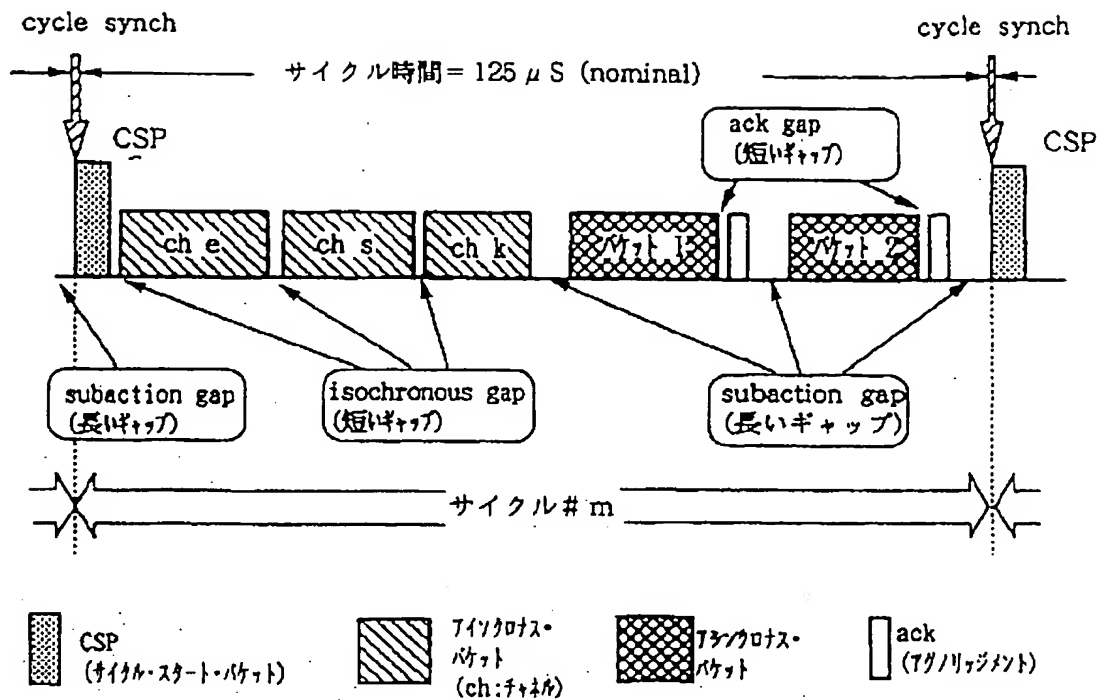 cycle synch
cycle synch
サイクル時間= 125 μ S (nominal)
CSP
ack gap
(短いギャップ)
CSP
ch e
ch s
ch k
パケット 1
パケット 2
subaction gap
(長いギャップ)
isochronous gap
(短いギャップ)
subaction gap
(長いギャップ)
サイクル# m
CSP
(サイクル・スタート・パケット)
アイソクロナス・
パケット
(ch:チャネル)
アシンクロナス・
パケット
ack
(アクノリッジメント)